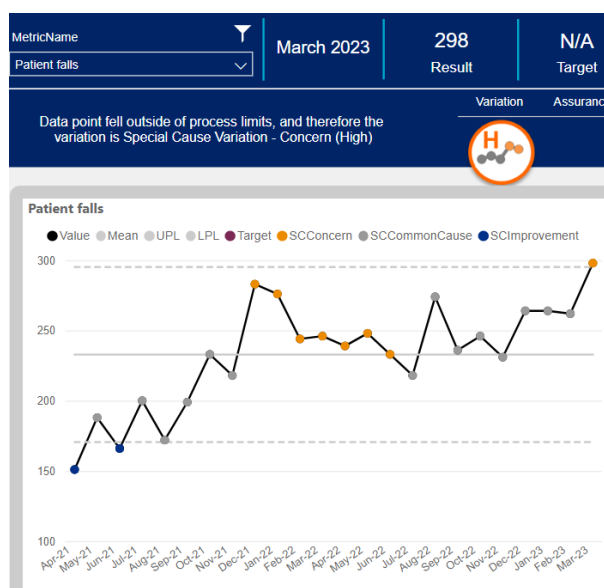 MetricName
Patient falls
March 2023
298
Result
N/A
Target
Data point fell outside of process limits, and therefore the
variation is Special Cause Variation - Concern (High)
Variation
Assuranc
H
Patient falls
Value Mean UPL LPL Target SCConcern SCCommonCause SCImprovement
300
250
200
150
100
Apr-21 May-21 Jun-21 Jul-21 Aug-21 Sep-21 Oct-21 Nov-21 Dec-21 Jan-22 Feb-22 Mar-22 Apr-22 May-22 Jun-22 Jul-22 Aug-22 Sep-22 Oct-22 Nov-22 Dec-22 Jan-23 Feb-23 Mar-23